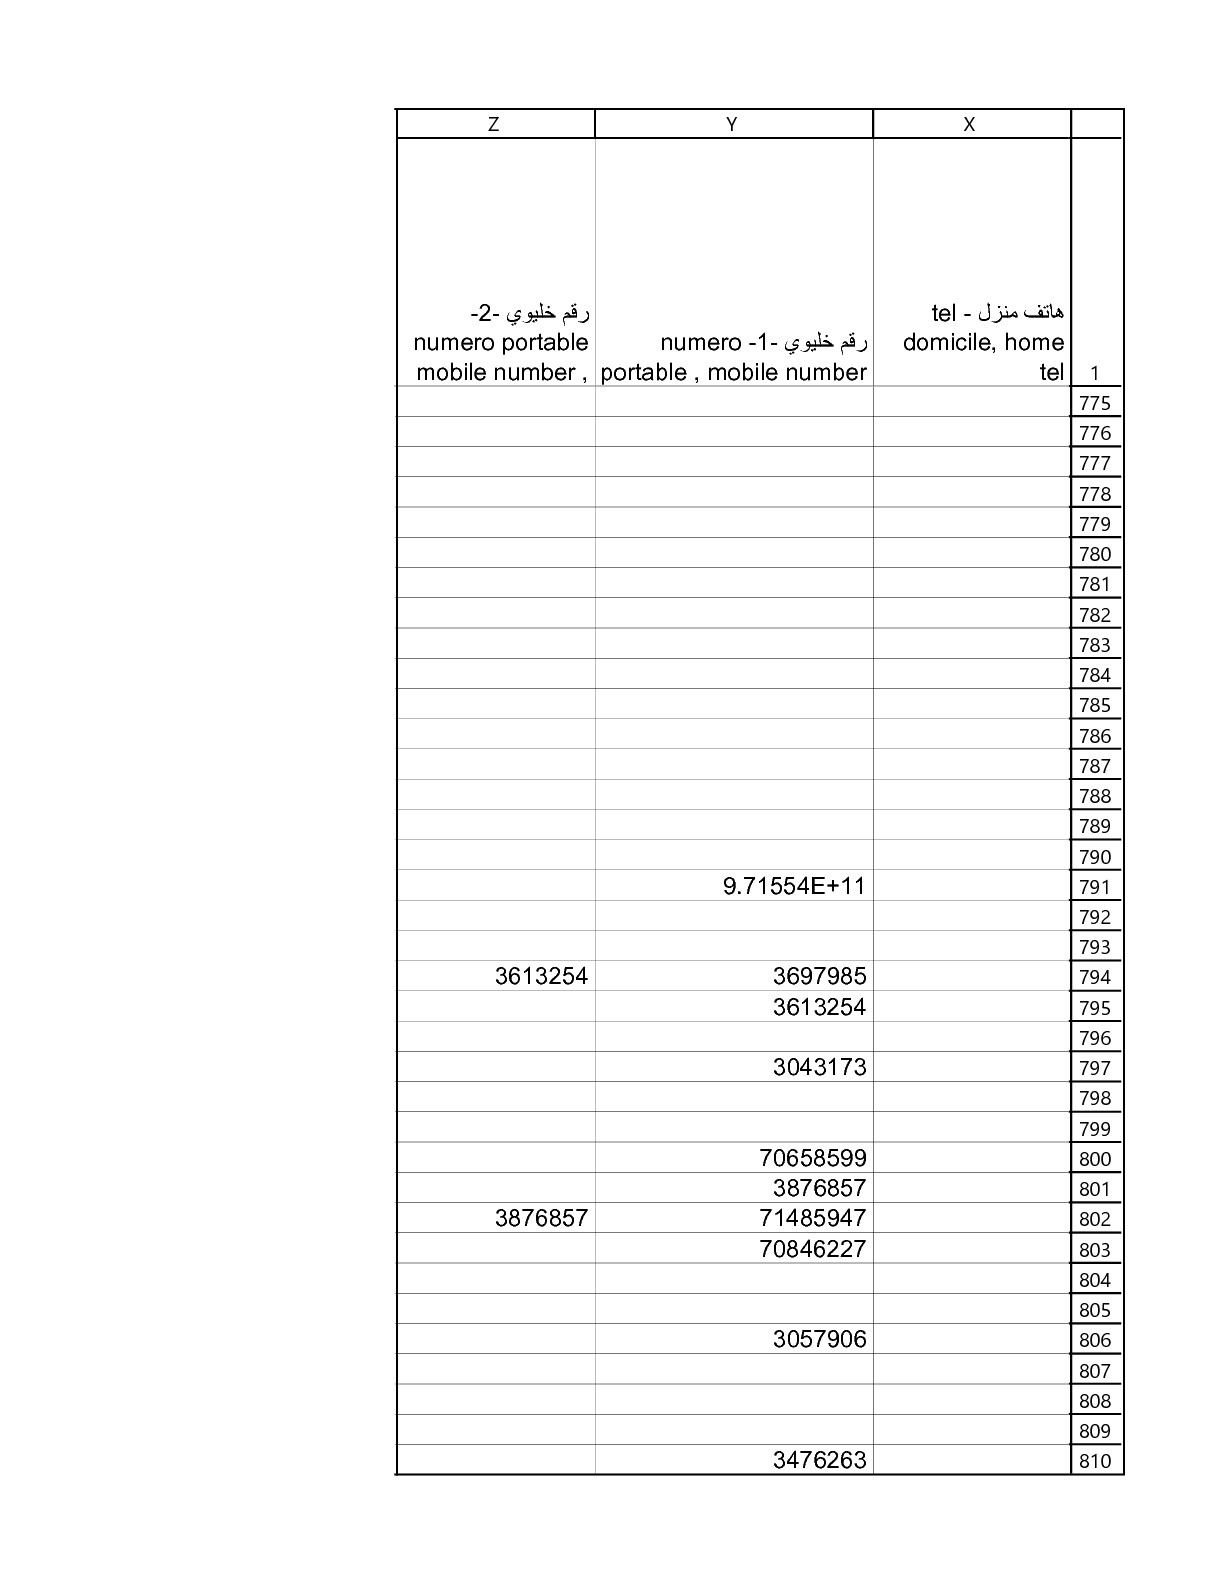 X Y Z
هاتف منزل - tel
domicile, home
tel
رقم خليوي -1- numero
portable , mobile number
رقم خليوي -2-
numero portable
, mobile number
1
775
776
777
778
779
780
781
782
783
784
785
786
787
788
789
790
791 9.71554E+11
792
793
794 3697985 3613254
795 3613254
796
797 3043173
798
799
800 70658599
801 3876857
802 71485947 3876857
803 70846227
804
805
806 3057906
807
808
809
810 3476263